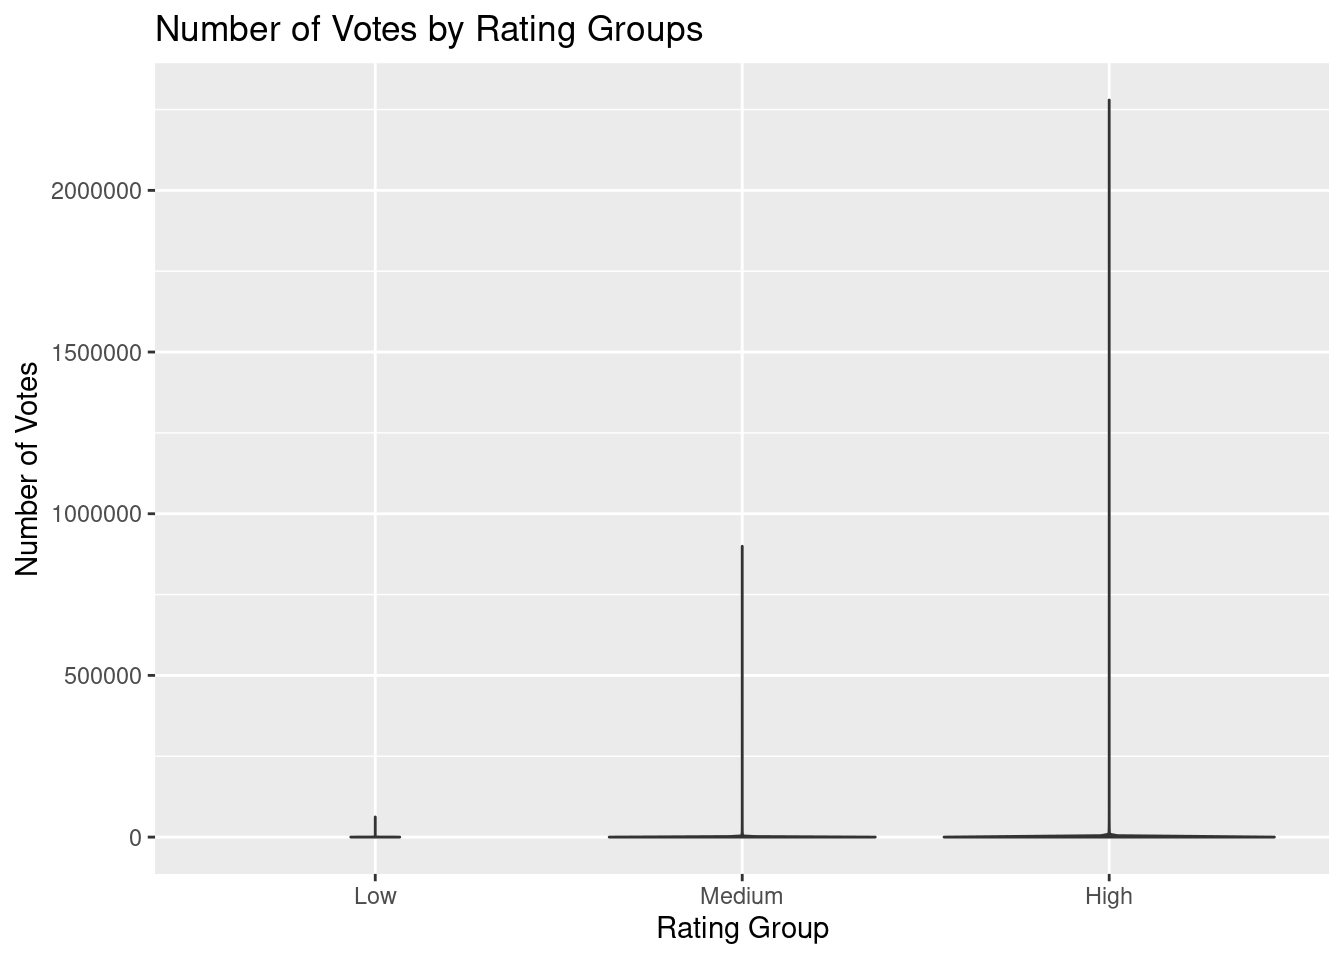 Number of Votes by Rating Groups
Number of Votes
2000000
1500000
1000000
500000
0
Low Medium High
Rating Group